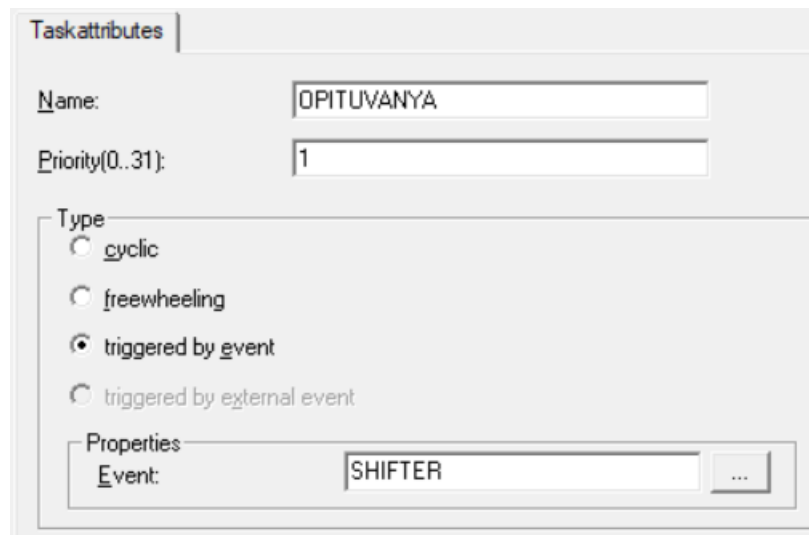 Taskattributes
Name: OPITUVANYA
Priority(0..31): 1
Type
cyclic
freewheeling
triggered by event
triggered by external event
Properties
Event: SHIFTER ...